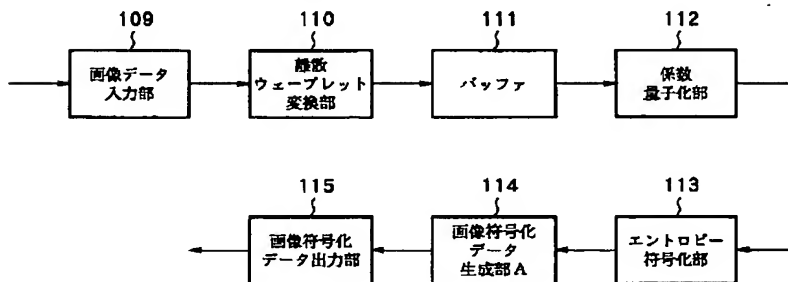 109
画像データ
入力部
110
離散
ウェーブレット
変換部
111
バッファ
112
係数
量子化部
115
画像符号化
データ出力部
114
画像符号化
データ
生成部A
113
エントロピー
符号化部